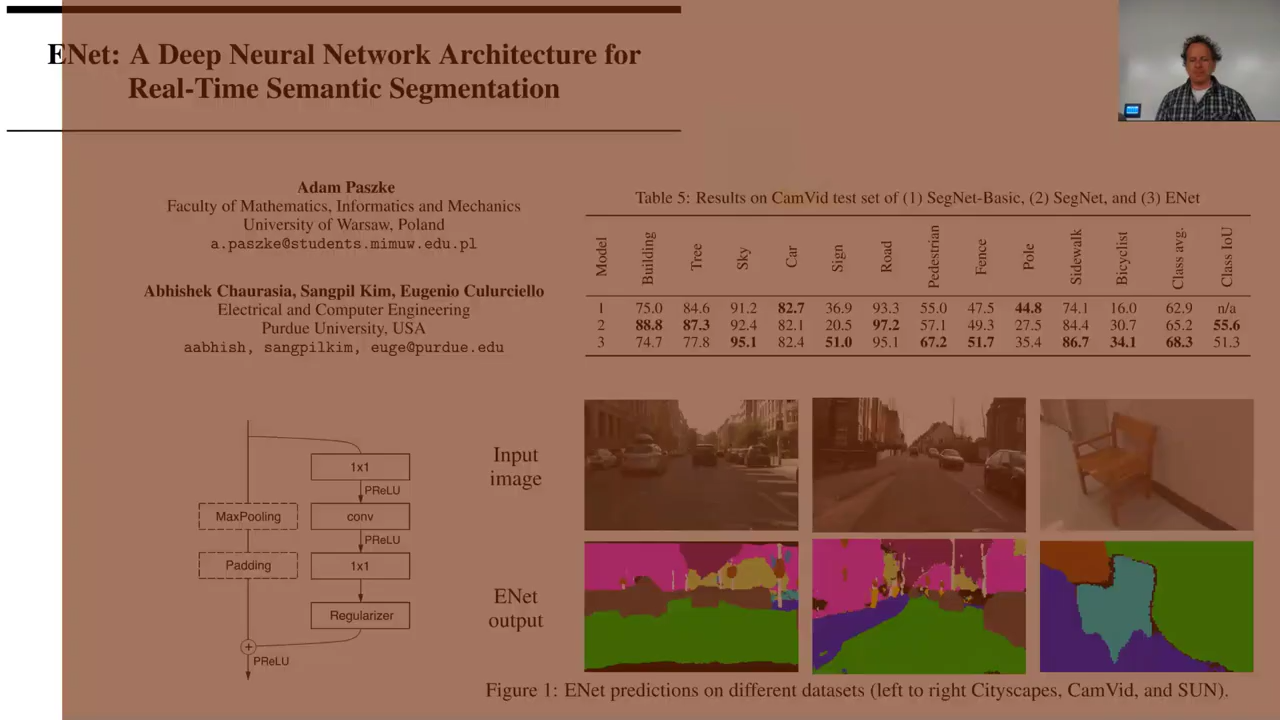 ENet: A Deep Neural Network Architecture for
Real-Time Semantic Segmentation
Adam Paszke
Faculty of Mathematics, Informatics and Mechanics
University of Warsaw, Poland
a.paszke@students.mimuw.edu.pl
Abhishek Chaurasia, Sangpil Kim, Eugenio Culurciello
Electrical and Computer Engineering
Purdue University, USA
aabhish, sangpilkim, euge@purdue.edu
Table 5: Results on CamVid test set of (1) SegNet-Basic, (2) SegNet, and (3) ENet
Model Building Tree Sky Car Sign Road Pedestrian Fence Pole Sidewalk Bicyclist Class avg. Class IoU
1 75.0 84.6 91.2 82.7 36.9 93.3 55.0 47.5 44.8 74.1 16.0 62.9 n/a
2 88.8 87.3 92.4 82.1 20.5 97.2 57.1 49.3 27.5 84.4 30.7 65.2 55.6
3 74.7 77.8 95.1 82.4 51.0 95.1 67.2 51.7 35.4 86.7 34.1 68.3 51.3
1x1
PReLU
MaxPooling
conv
PReLU
Padding
1x1
Regularizer
+
PReLU
Input
image
ENet
output
Figure 1: ENet predictions on different datasets (left to right Cityscapes, CamVid, and SUN).